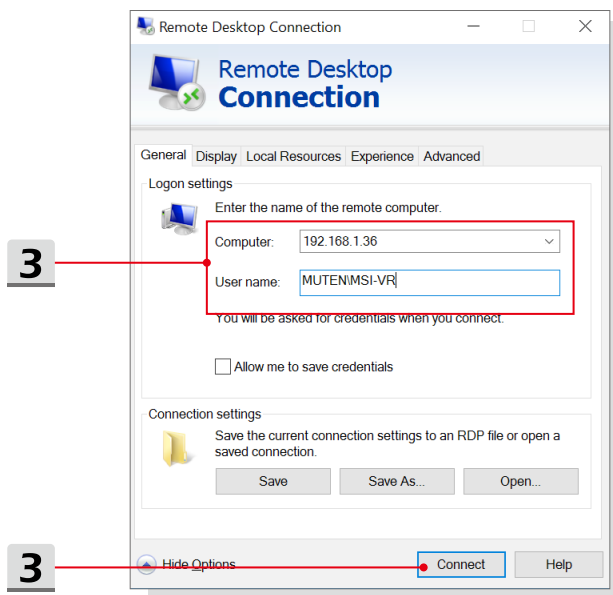 Remote Desktop Connection
Remote Desktop
Connection
General Display Local Resources Experience Advanced
Logon settings
Enter the name of the remote computer.
3
Computer: 192.168.1.36
User name: MUTEN\MSI-VR
You will be asked for credentials when you connect.
Allow me to save credentials
Connection settings
Save the current connection settings to an RDP file or open a
saved connection.
Save Save As... Open...
3
Hide Options Connect Help